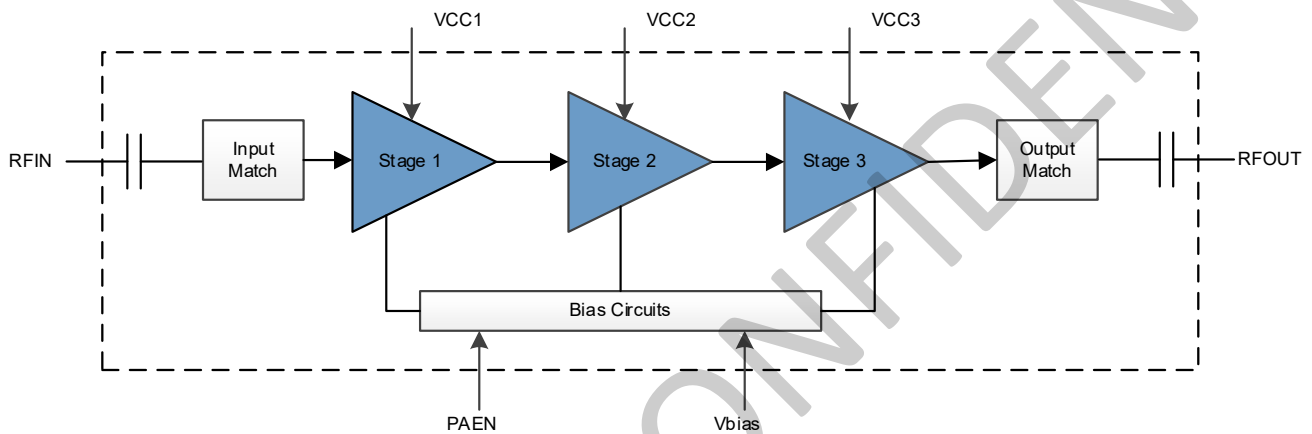 VCC1
VCC2
VCC3
RFIN
Input
Match
Stage 1
Stage 2
Stage 3
Output
Match
RFOUT
Bias Circuits
PAEN
Vbias
ONFIDEN